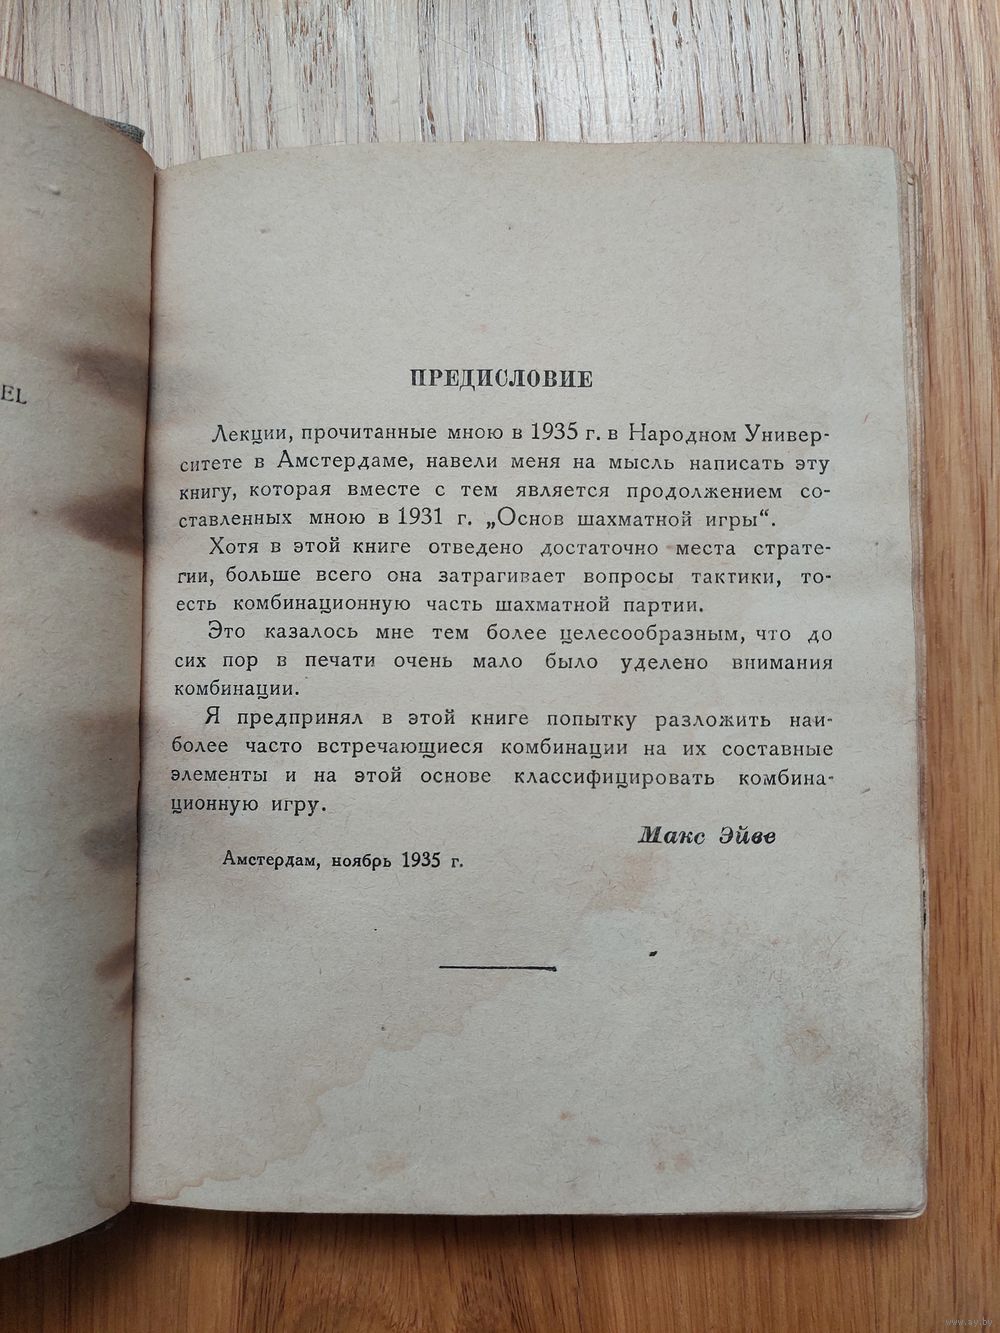 EL
ПРЕДИСЛОВИЕ
Лекции, прочитанные мною в 1935 г. в Народном Универ-
ситете в Амстердаме, навели меня на мысль написать эту
книгу, которая вместе с тем является продолжением со-
ставленных мною в 1931 г. „Основ шахматной игры“.
Хотя в этой книге отведено достаточно места страте-
гии, больше всего она затрагивает вопросы тактики, то-
есть комбинационную часть шахматной партии.
Это казалось мне тем более целесообразным, что до
сих пор в печати очень мало было уделено внимания
комбинации.
Я предпринял в этой книге попытку разложить наи-
более часто встречающиеся комбинации на их составные
элементы и на этой основе классифицировать комбина-
ционную игру.
Макс Эйве
Амстердам, ноябрь 1935 г.
www.ay.by